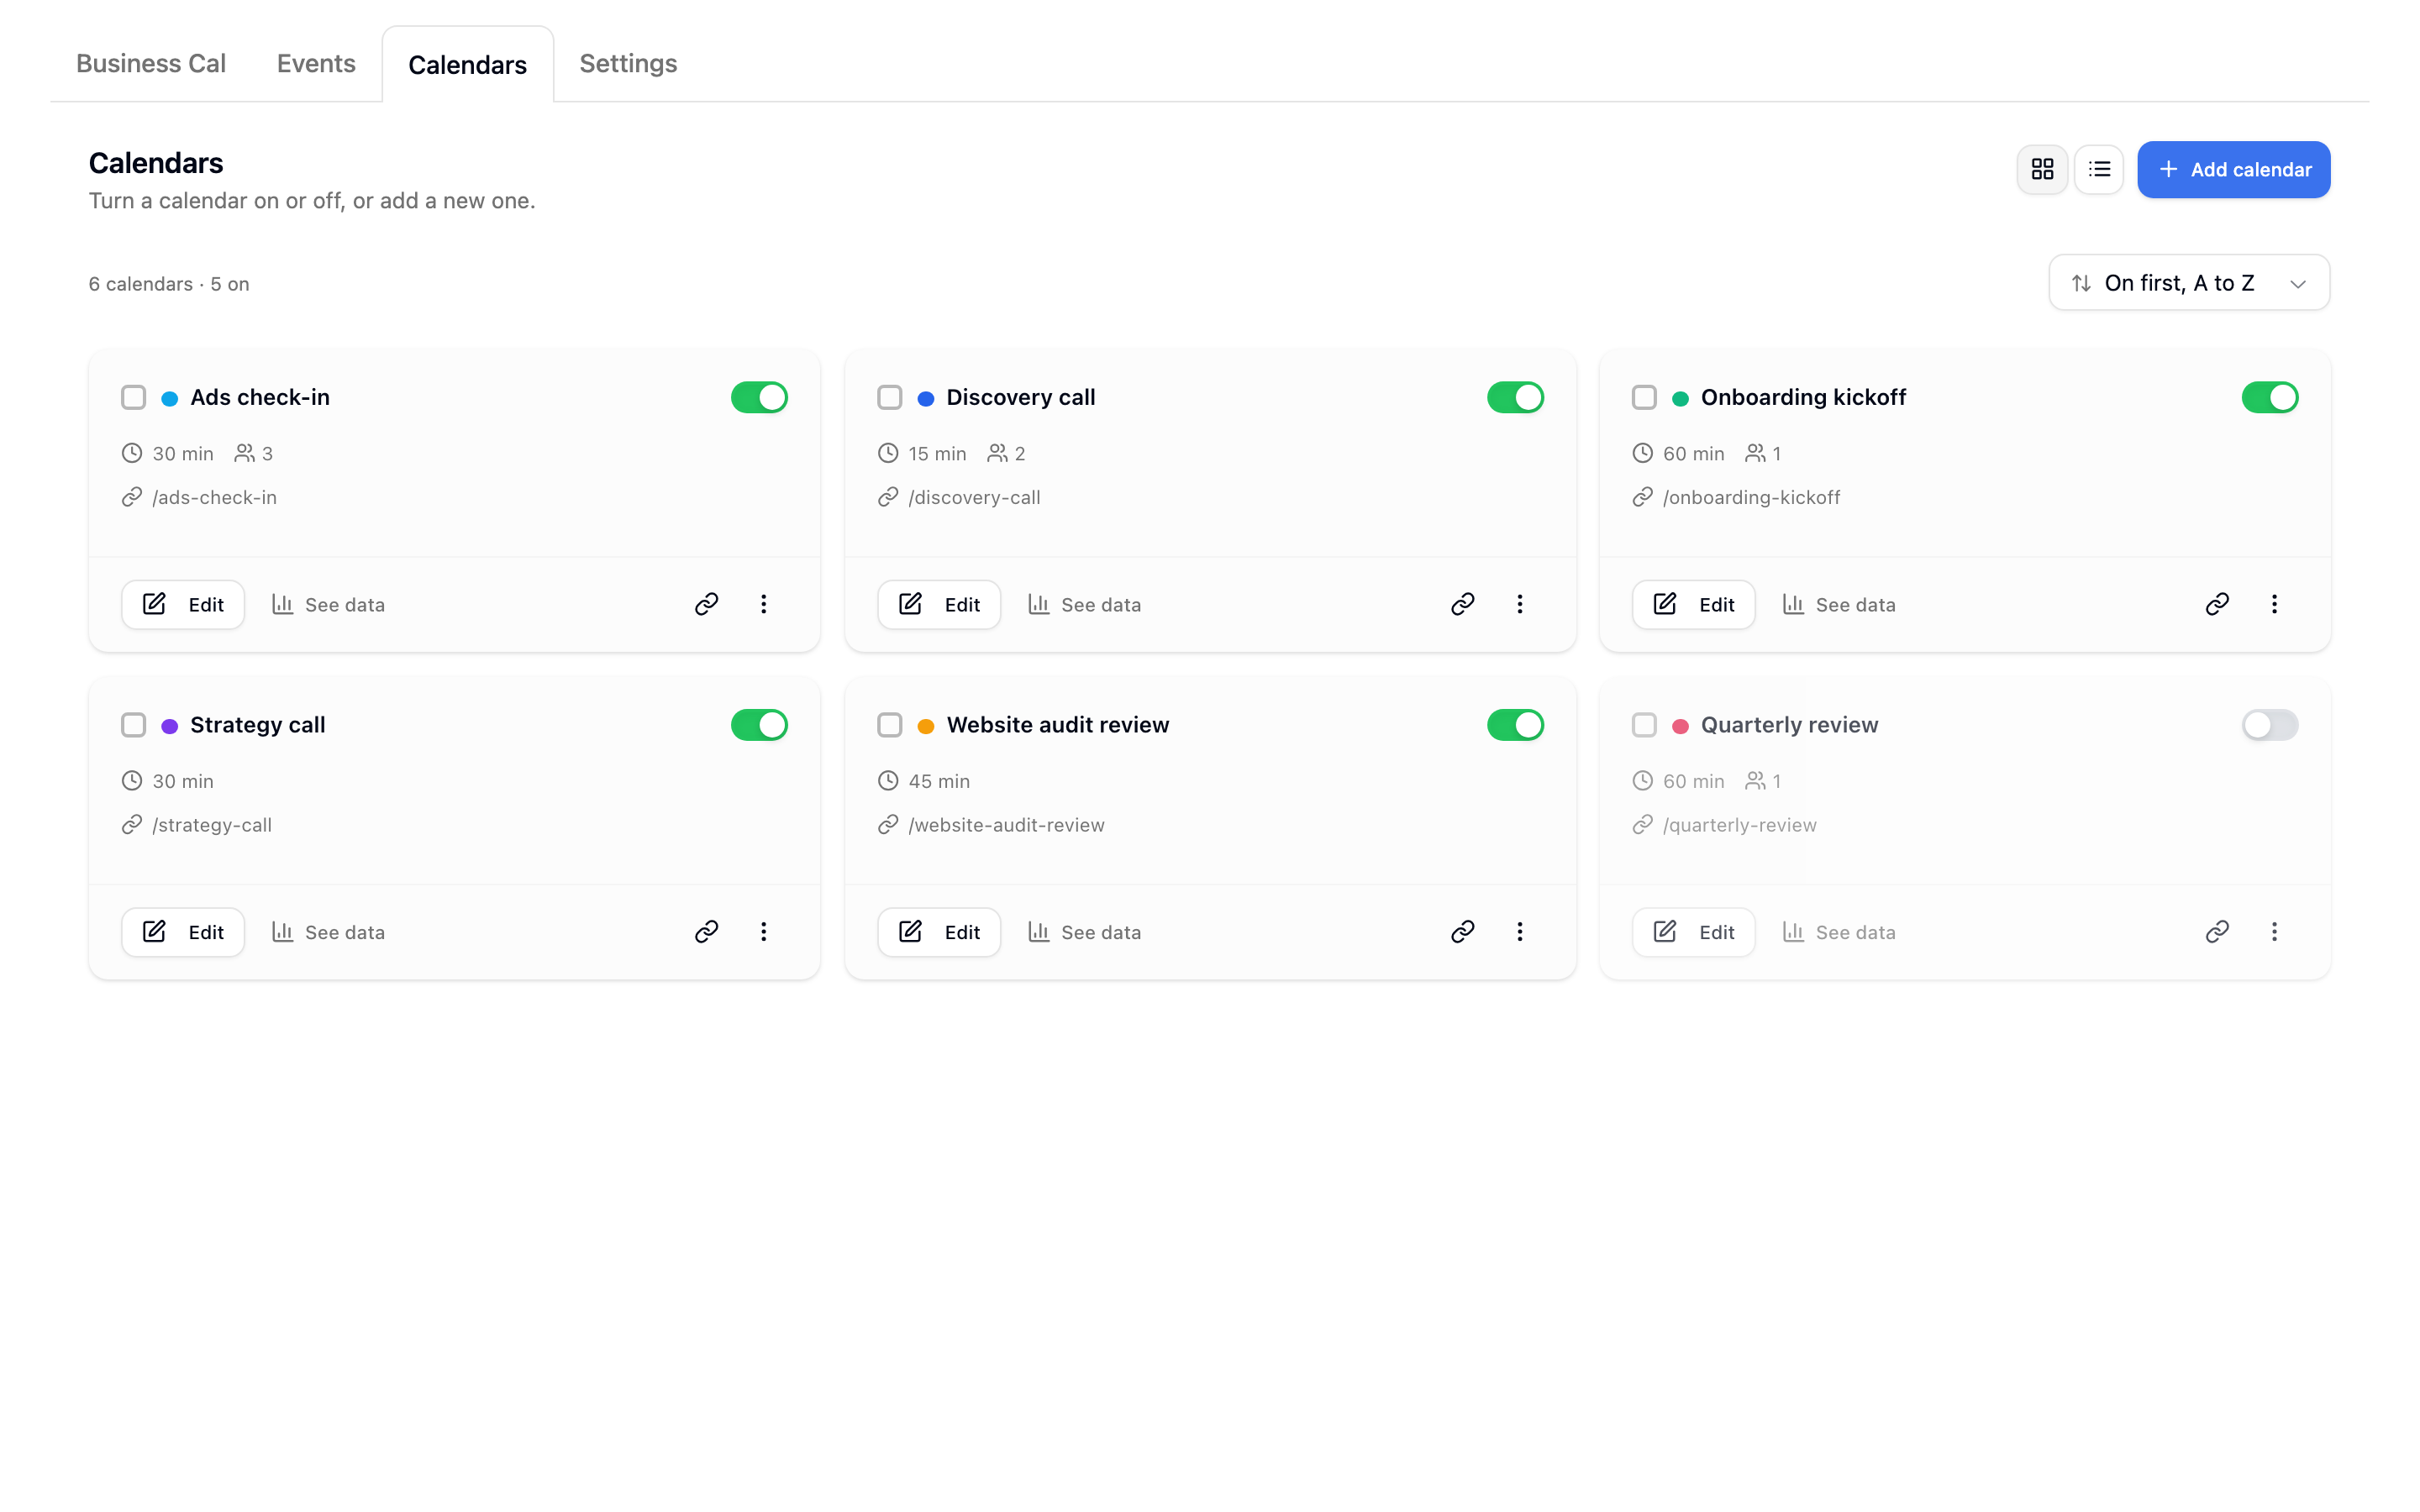 Business Cal Events Calendars Settings
Calendars
Turn a calendar on or off, or add a new one.
Add calendar
6 calendars · 5 on
On first, A to Z
Ads check-in
30 min 3
/ads-check-in
Edit See data
Discovery call
15 min 2
/discovery-call
Edit See data
Onboarding kickoff
60 min 1
/onboarding-kickoff
Edit See data
Strategy call
30 min
/strategy-call
Edit See data
Website audit review
45 min
/website-audit-review
Edit See data
Quarterly review
60 min 1
/quarterly-review
Edit See data